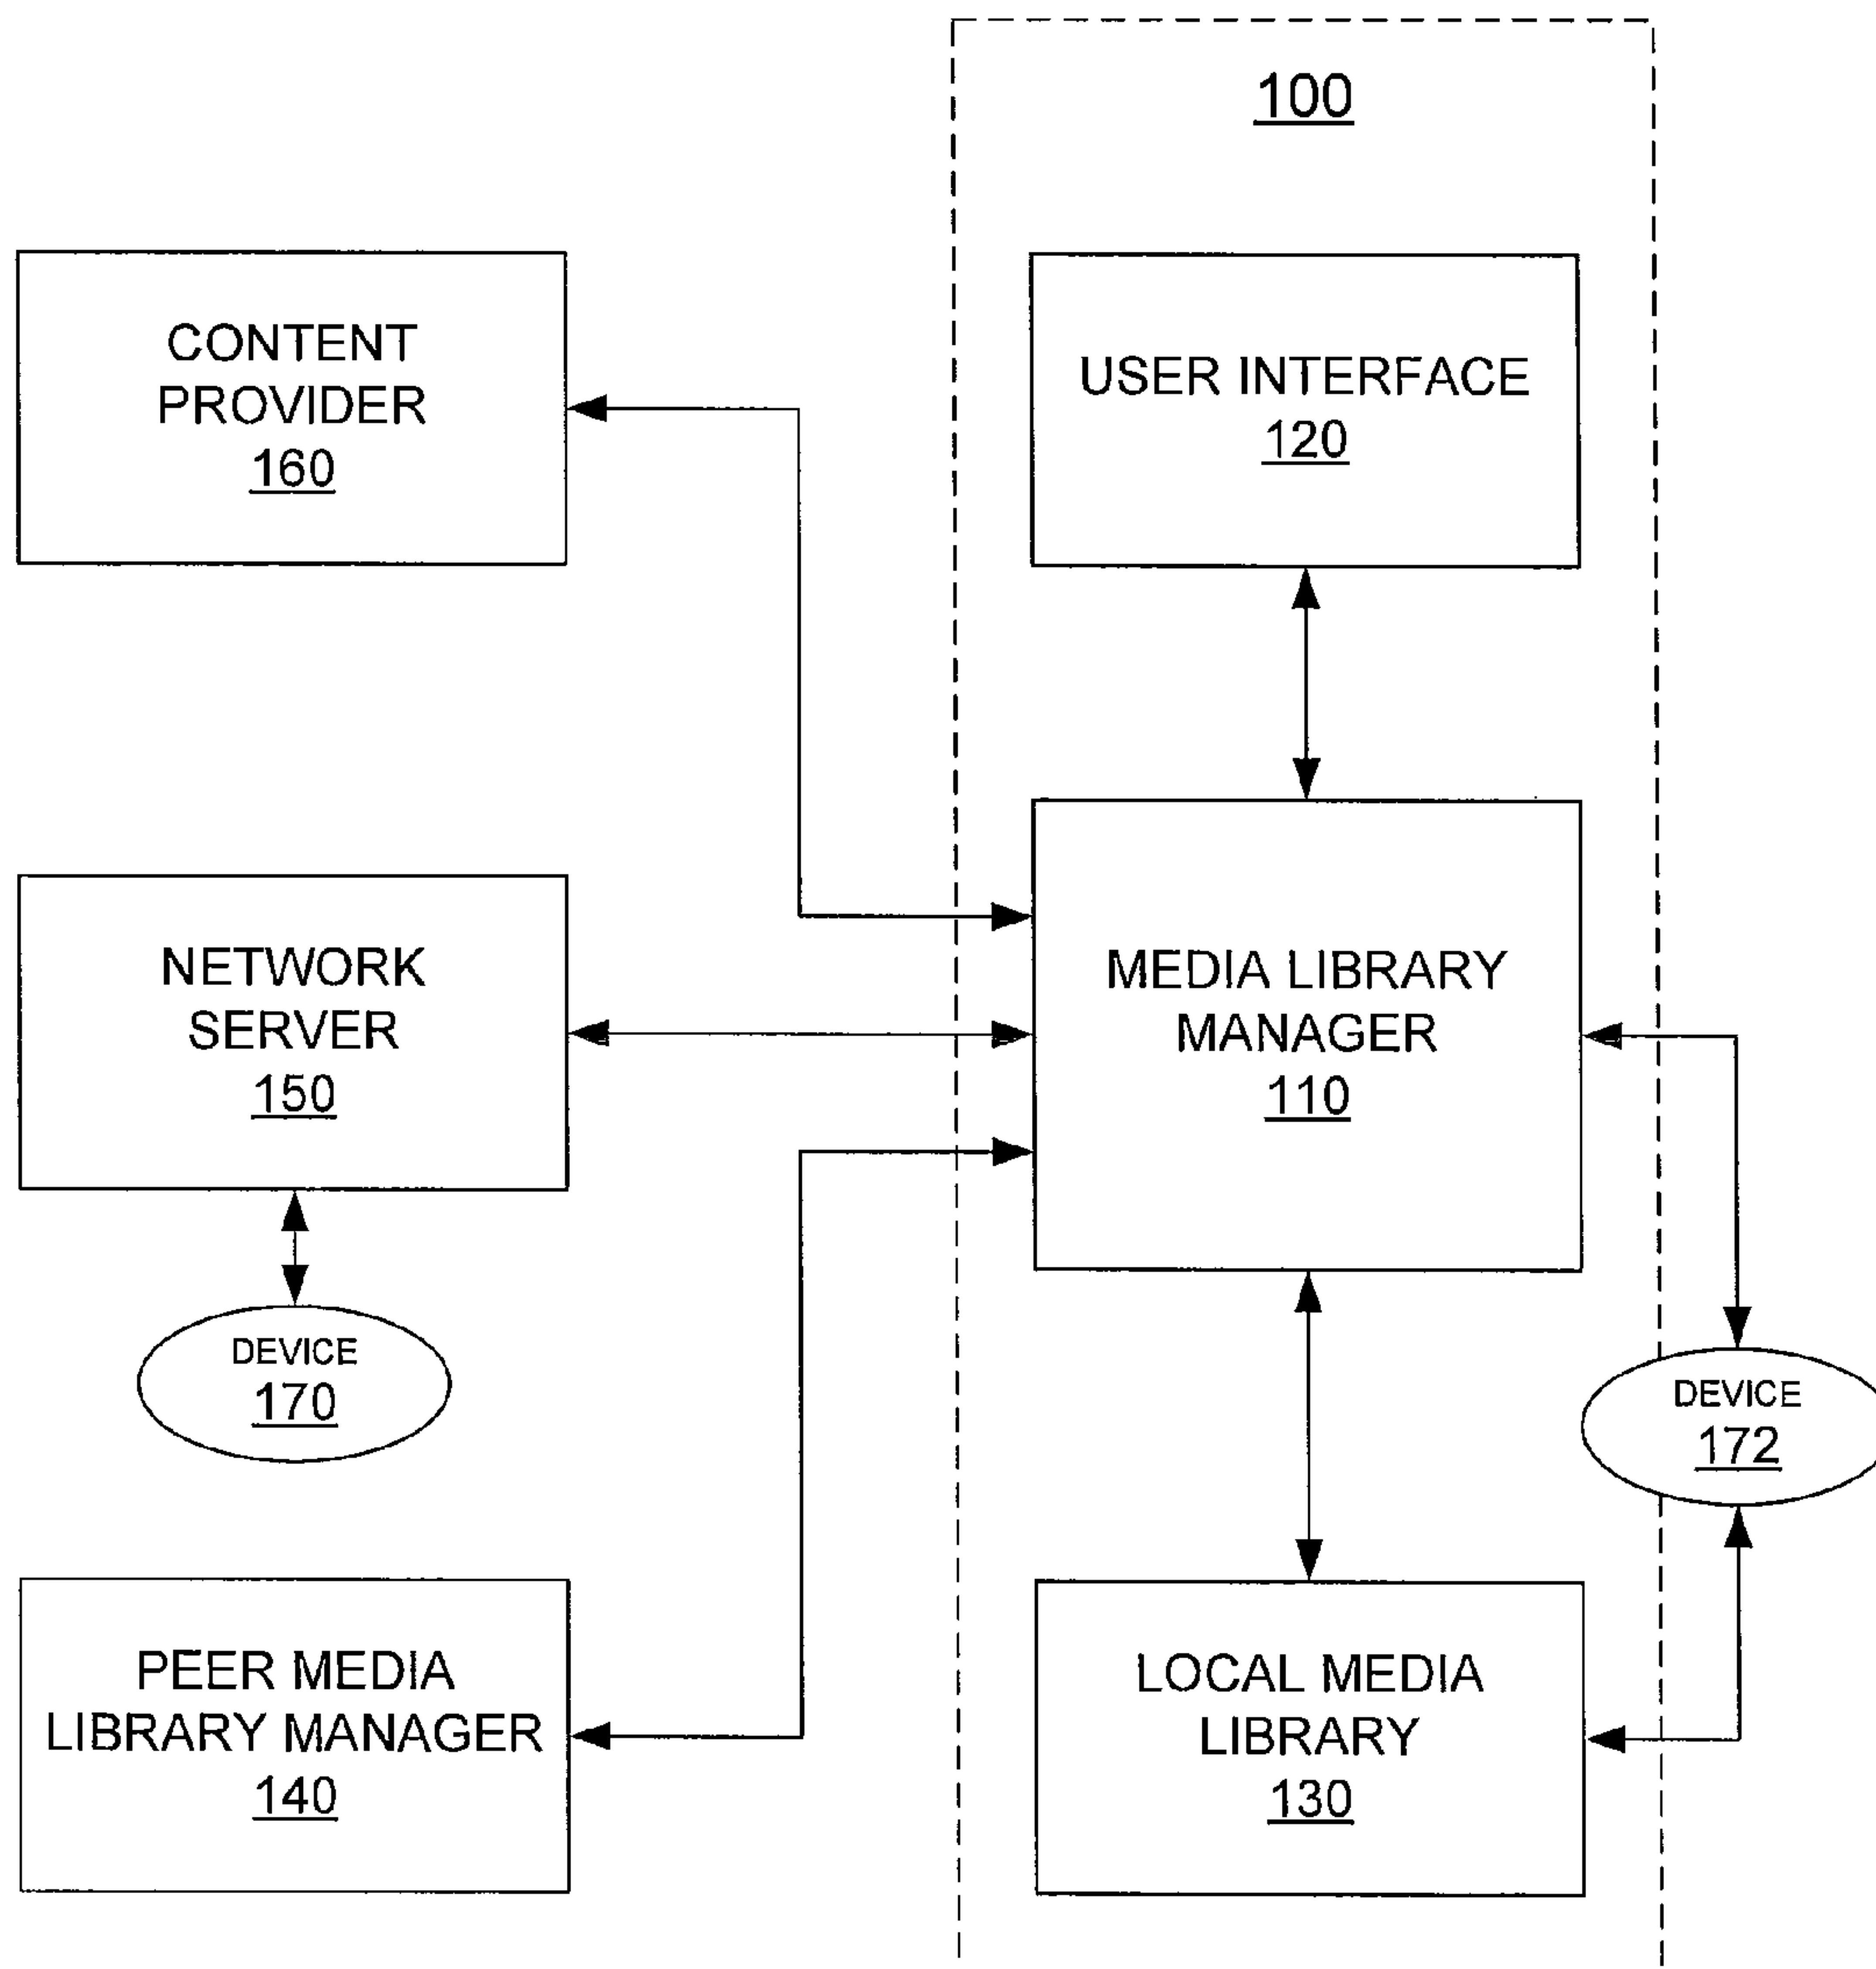 100
CONTENT
PROVIDER
160
USER INTERFACE
120
NETWORK
SERVER
150
MEDIA LIBRARY
MANAGER
110
DEVICE
170
DEVICE
172
PEER MEDIA
LIBRARY MANAGER
140
LOCAL MEDIA
LIBRARY
130